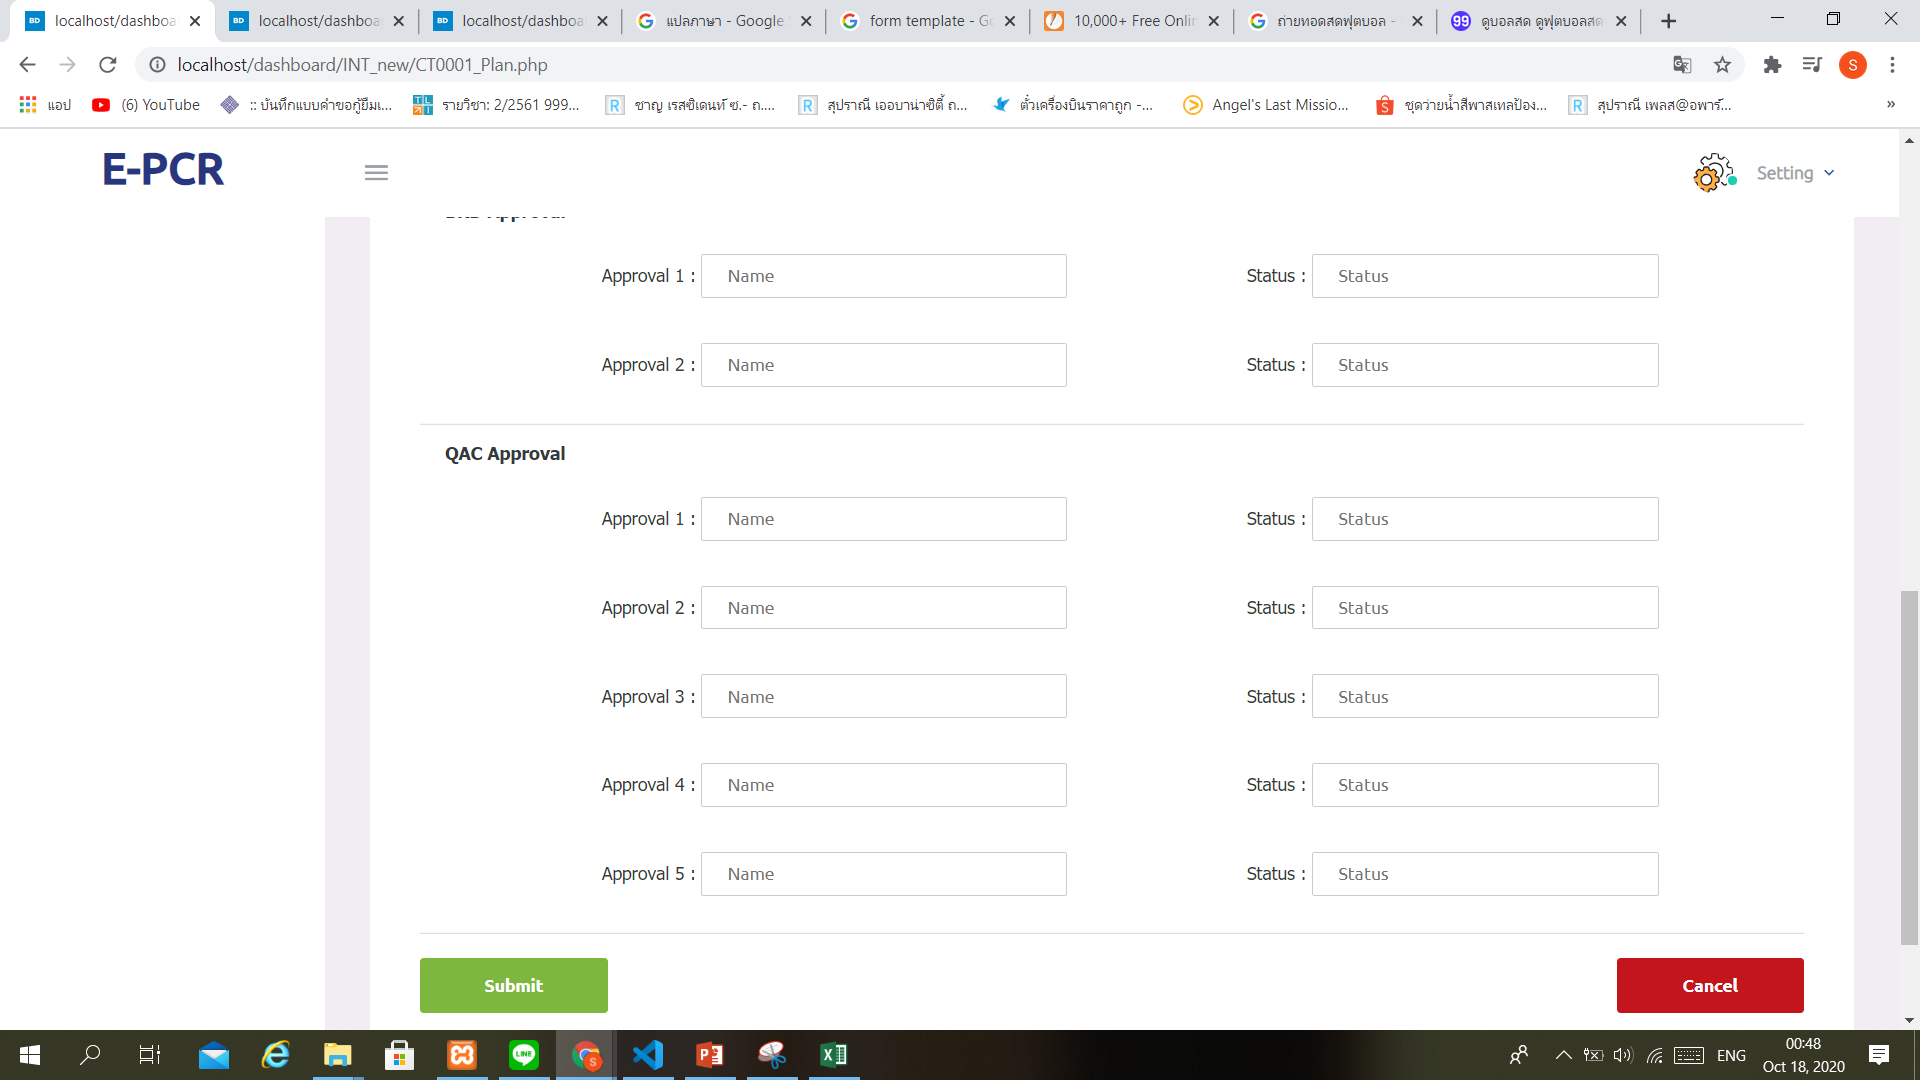 localhost/dashboa
localhost/dashboa
localhost/dashboa
แปลภาษา - Google
form template - Go
10,000+ Free Onlin
ถ่ายทอดสดฟุตบอล -
ดูบอลสด ดูฟุตบอลสด
localhost/dashboard/INT_new/CT0001_Plan.php
S
แอป
(6) YouTube
:: บันทึกแบบคำขอกู้ยืมเ...
รายวิชา: 2/2561 999...
ชาญ เรสซิเดนท์ ซ.- ถ....
สุปราณี เออบาน่าซิตี้ ถ...
ตั๋วเครื่องบินราคาถูก -...
Angel's Last Missio...
ชุดว่ายน้ำสีพาสเทลป้อง...
สุปราณี เพลส@อพาร์...
E-PCR
Setting
Approval 1 : Name Status : Status
Approval 2 : Name Status : Status
QAC Approval
Approval 1 : Name Status : Status
Approval 2 : Name Status : Status
Approval 3 : Name Status : Status
Approval 4 : Name Status : Status
Approval 5 : Name Status : Status
Submit
Cancel
ENG
00:48
Oct 18, 2020